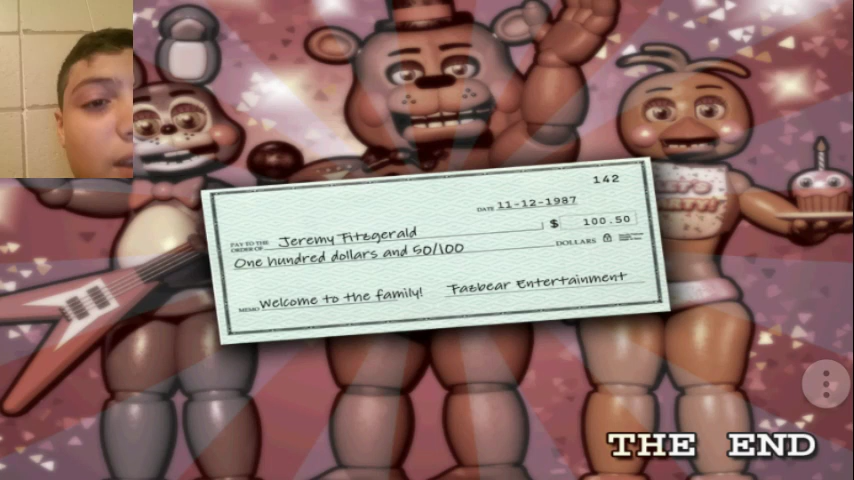 142
DATE 11-12-1987
PAY TO THE
ORDER OF Jeremy Fitzgerald $ 100.50
One hundred dollars and 50/100 DOLLARS
MEMO Welcome to the family! Fazbear Entertainment
THE END